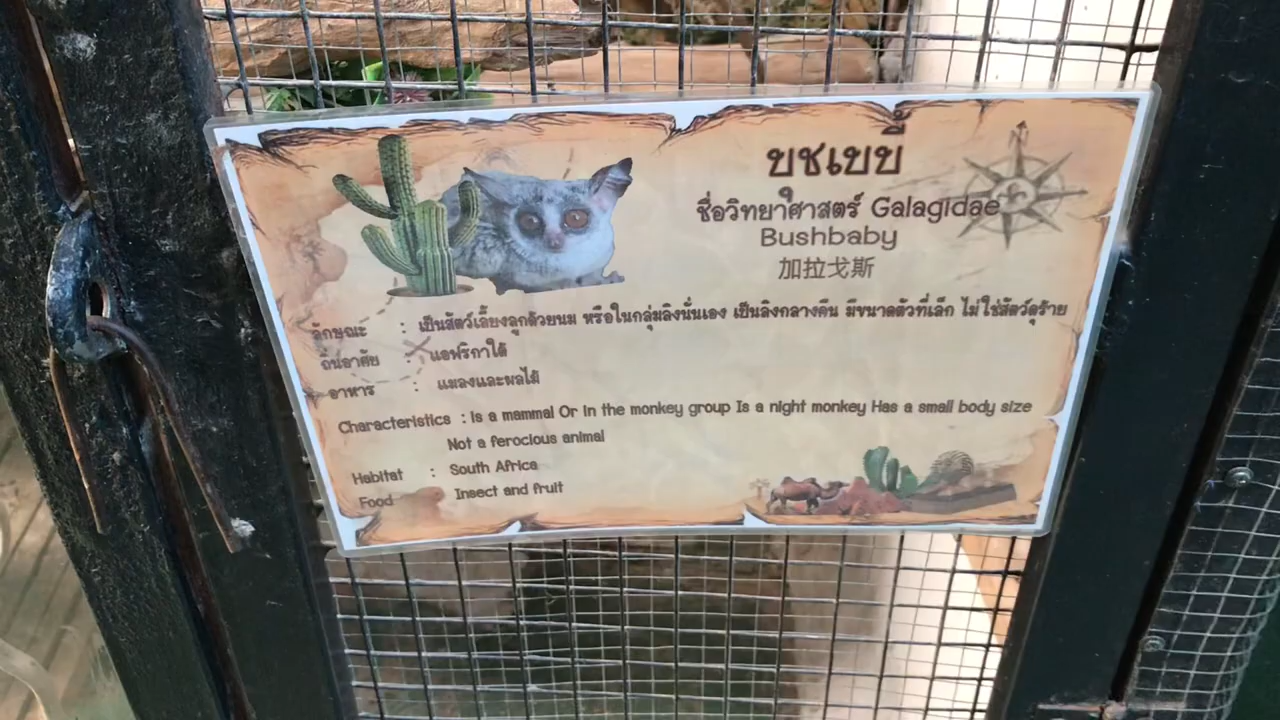 บุชเบบี้
ชื่อวิทยาศาสตร์ Galagidae
Bushbaby
加拉戈斯
ลักษณะ : เป็นสัตว์เลี้ยงลูกด้วยนม หรือในกลุ่มลิงนั่นเอง เป็นลิงกลางคืน มีขนาดตัวที่เล็ก ไม่ใช่สัตว์ดุร้าย
ถิ่นอาศัย : แอฟริกาใต้
อาหาร : แมลงและผลไม้
Characteristics : Is a mammal Or in the monkey group Is a night monkey Has a small body size
Not a ferocious animal
Habitat : South Africa
Food : Insect and fruit